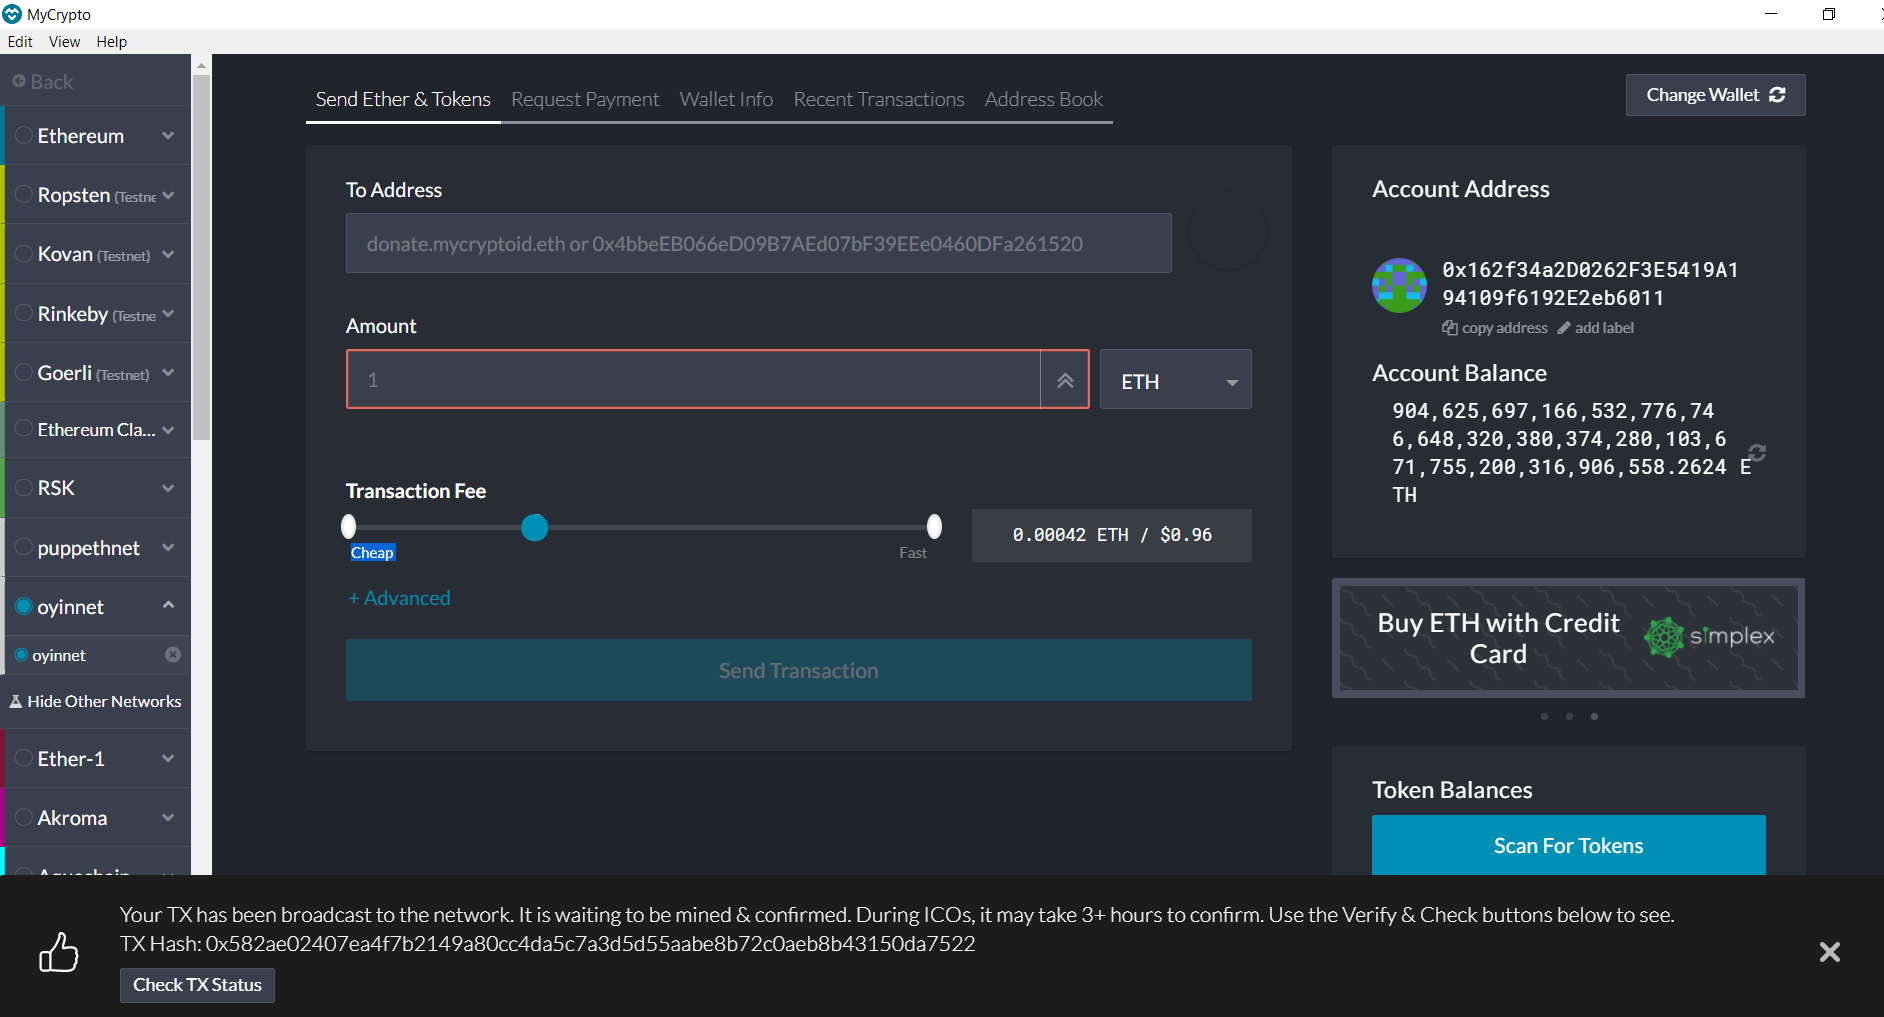 MyCrypto
Edit View Help
Back
Ethereum
Ropsten (Testne
Kovan (Testnet)
Rinkeby (Testne
Goerli (Testnet)
Ethereum Cla...
RSK
puppethnet
oyinnet
oyinnet
Hide Other Networks
Ether-1
Akroma
Send Ether & Tokens Request Payment Wallet Info Recent Transactions Address Book
Change Wallet
To Address
donate.mycryptoid.eth or 0x4bbeEB066eD09B7AEd07bF39EEe0460DFa261520
Amount
1
ETH
Transaction Fee
Cheap
Fast
0.00042 ETH / $0.96
+ Advanced
Send Transaction
Account Address
0x162f34a2D0262F3E5419A1
94109f6192E2eb6011
copy address add label
Account Balance
904,625,697,166,532,776,74
6,648,320,380,374,280,103,6
71,755,200,316,906,558.2624 E
TH
Buy ETH with Credit
Card
simplex
Token Balances
Scan For Tokens
Your TX has been broadcast to the network. It is waiting to be mined & confirmed. During ICOs, it may take 3+ hours to confirm. Use the Verify & Check buttons below to see.
TX Hash: 0x582ae02407ea4f7b2149a80cc4da5c7a3d5d55aabe8b72c0aeb8b43150da7522
Check TX Status